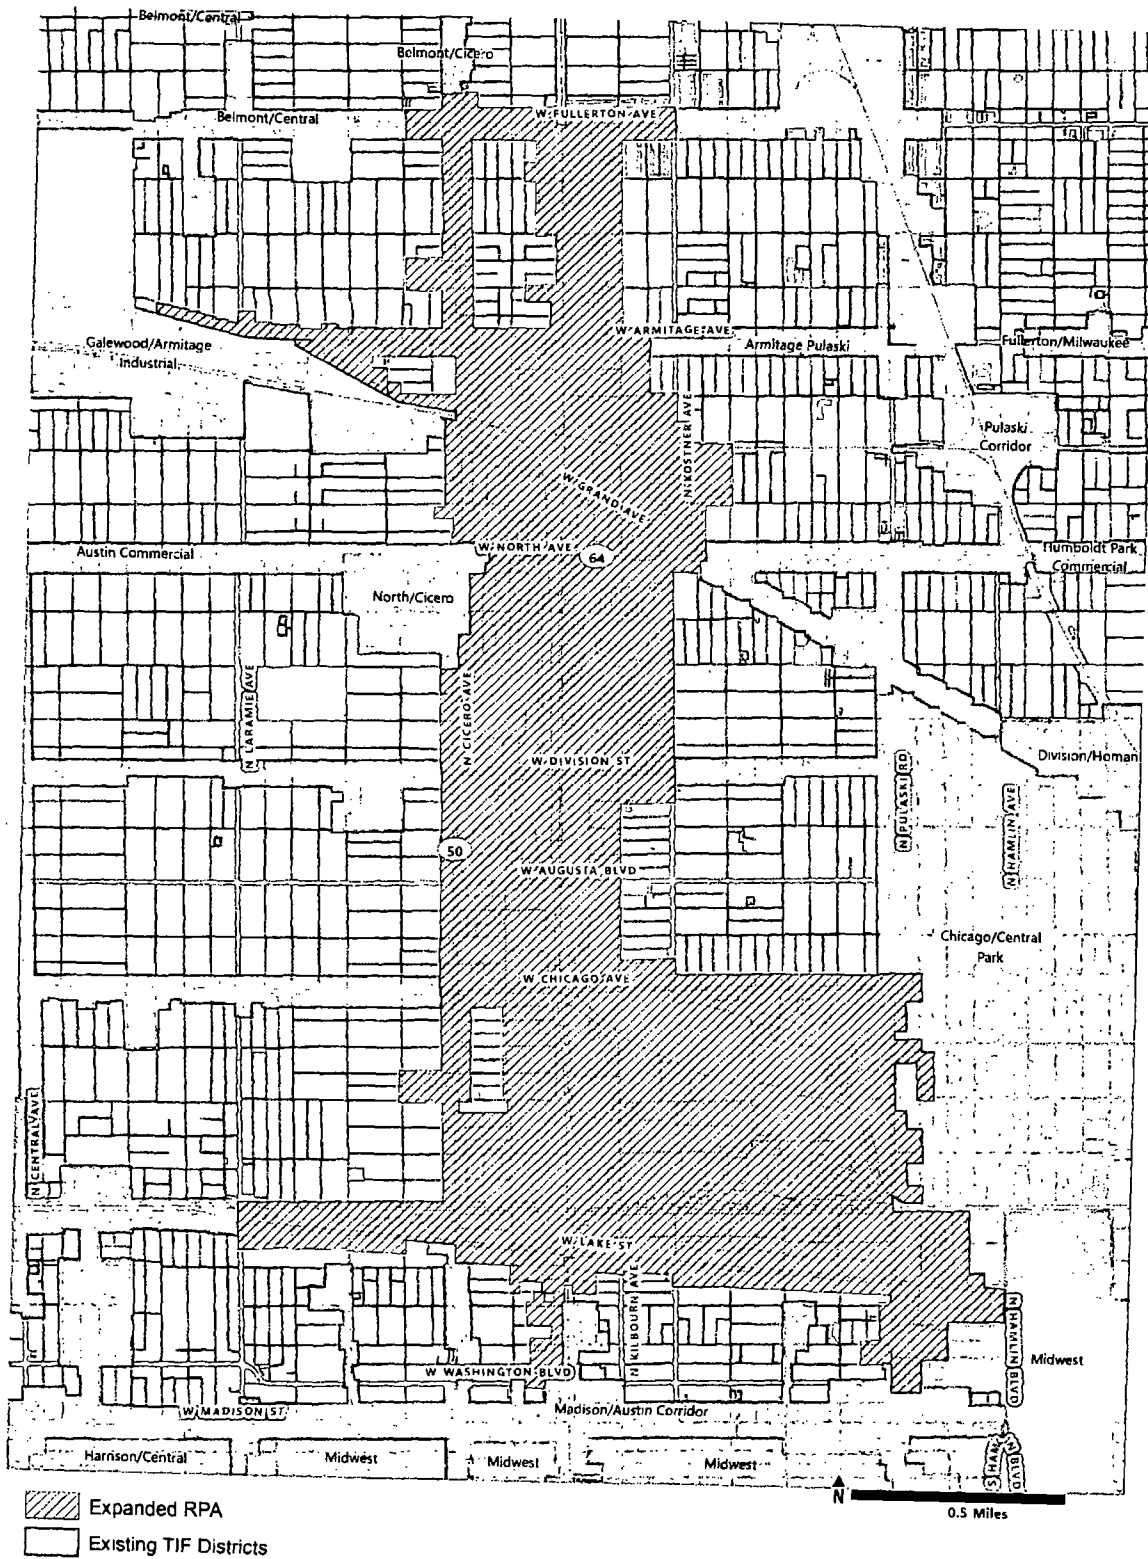 Belmont/Central
Belmont/Cicero
W FULLERTON AVE
Belmont/Central
W ARMITAGE AVE
Galewood/Armitage
Industrial
Armitage Pulaski
Fullerton/Milwaukee
N KOSTNER AVE
Pulaski
Corridor
W GRAND AVE
Austin Commercial
W NORTH AVE
64
Humboldt Park
Commercial
North/Cicero
N LARAMIE AVE
N CICERO AVE
W DIVISION ST
Division/Homan
N PULASKI RD
N HAMLIN AVE
50
W AUGUSTA BLVD
Chicago/Central
Park
W CHICAGO AVE
N CENTRAL AVE
W LAKE ST
N KILBOURN AVE
N HAMLIN BLVD
W WASHINGTON BLVD
Midwest
W MADISON ST
Madison/Austin Corridor
Harrison/Central
Midwest
Midwest
Midwest
S HAM
N BLVD
N
0.5 Miles
Expanded RPA
Existing TIF Districts